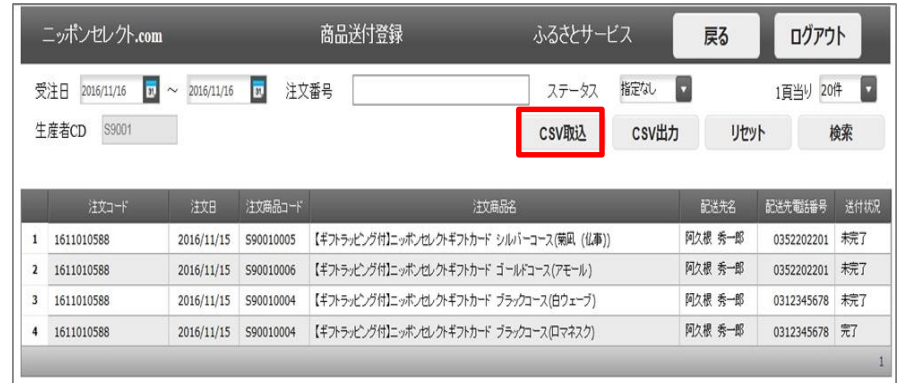 ニッポンセレクト.com 商品送付登録 ふるさとサービス 戻る ログアウト
受注日 2016/11/16 ~ 2016/11/16 注文番号 ステータス 指定なし 1頁当り 20件
生産者CD S9001 CSV取込 CSV出力 リセット 検索
注文コード 注文日 注文商品コード 注文商品名 配送先名 配送先電話番号 送付状況
1 1611010588 2016/11/15 S90010005 【ギフトラッピング付】ニッポンセレクトギフトカード シルバーコース(菊凪 (仏事)) 阿久根 秀一郎 0352202201 未完了
2 1611010588 2016/11/15 S90010006 【ギフトラッピング付】ニッポンセレクトギフトカード ゴールドコース(アモール) 阿久根 秀一郎 0352202201 未完了
3 1611010588 2016/11/15 S90010004 【ギフトラッピング付】ニッポンセレクトギフトカード ブラックコース(白ウェーブ) 阿久根 秀一郎 0312345678 未完了
4 1611010588 2016/11/15 S90010004 【ギフトラッピング付】ニッポンセレクトギフトカード ブラックコース(ロマネスク) 阿久根 秀一郎 0312345678 完了
1